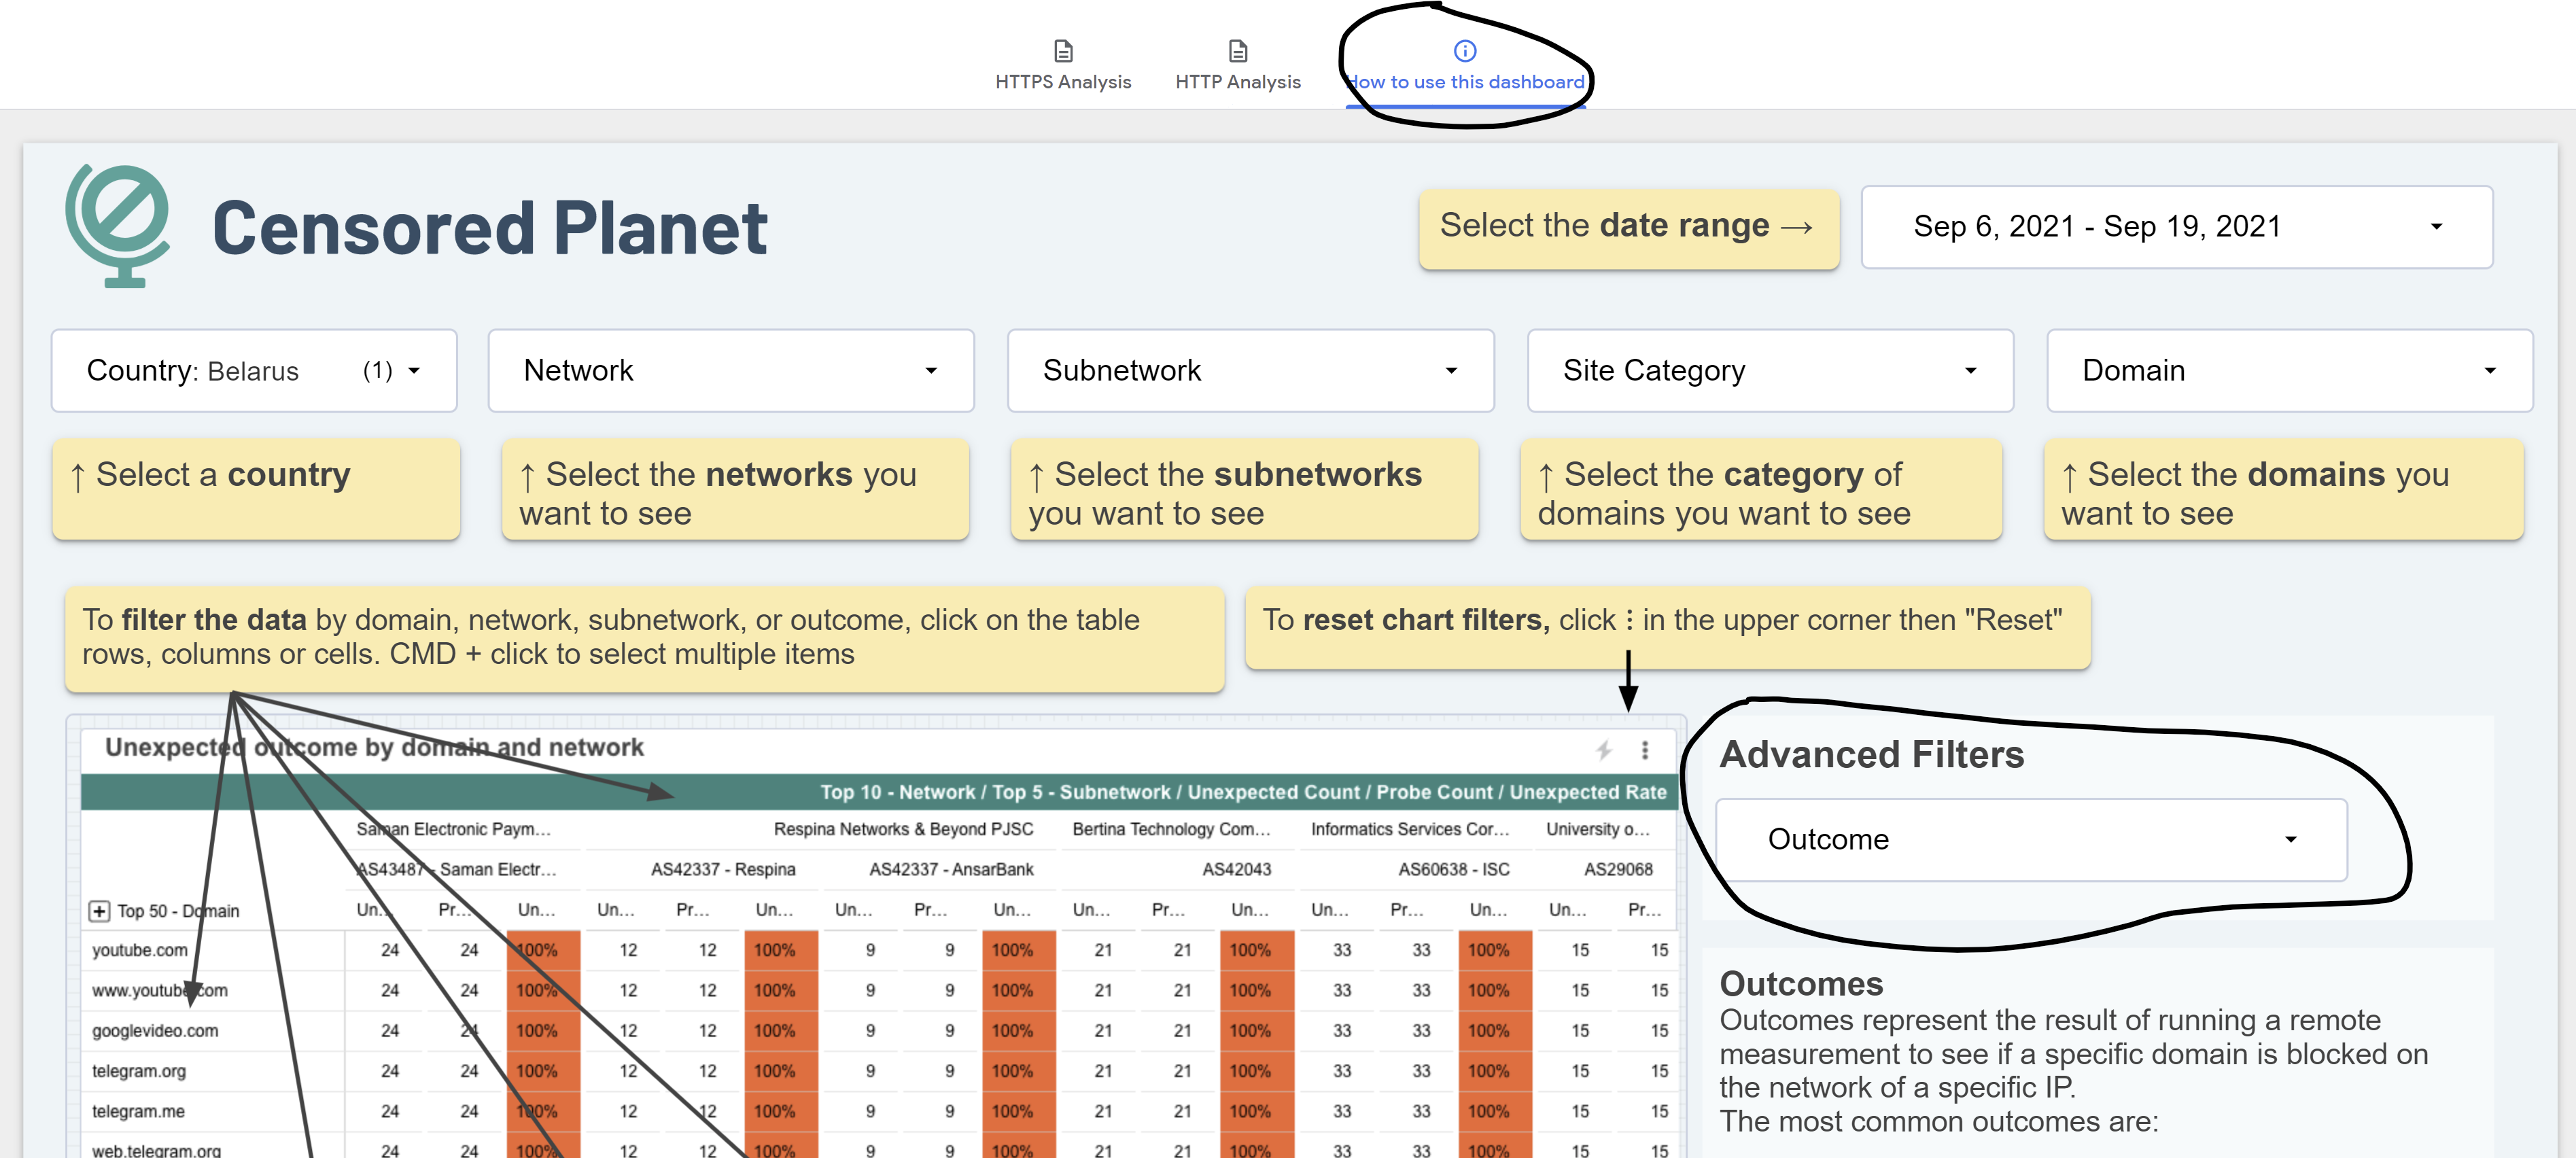 HTTPS Analysis
HTTP Analysis
How to use this dashboard
Censored Planet
Select the date range →
Sep 6, 2021 - Sep 19, 2021
Country: Belarus (1)
Network
Subnetwork
Site Category
Domain
↑ Select a country
↑ Select the networks you
want to see
↑ Select the subnetworks
you want to see
↑ Select the category of
domains you want to see
↑ Select the domains you
want to see
To filter the data by domain, network, subnetwork, or outcome, click on the table
rows, columns or cells. CMD + click to select multiple items
To reset chart filters, click ⋮ in the upper corner then "Reset"
Unexpected outcome by domain and network
Top 10 - Network / Top 5 - Subnetwork / Unexpected Count / Probe Count / Unexpected Rate
Saman Electronic Paym... Respina Networks & Beyond PJSC Bertina Technology Com... Informatics Services Cor... University o...
AS43487 - Saman Electr... AS42337 - Respina AS42337 - AnsarBank AS42043 AS60638 - ISC AS29068
Top 50 - Domain Un... Pr... Un... Un... Pr... Un... Un... Pr... Un... Un... Pr... Un... Un... Pr... Un... Un... Pr...
youtube.com 24 24 100% 12 12 100% 9 9 100% 21 21 100% 33 33 100% 15 15
www.youtube.com 24 24 100% 12 12 100% 9 9 100% 21 21 100% 33 33 100% 15 15
googlevideo.com 24 24 100% 12 12 100% 9 9 100% 21 21 100% 33 33 100% 15 15
telegram.org 24 24 100% 12 12 100% 9 9 100% 21 21 100% 33 33 100% 15 15
telegram.me 24 24 100% 12 12 100% 9 9 100% 21 21 100% 33 33 100% 15 15
web.telegram.org 24 24 100% 12 12 100% 9 9 100% 21 21 100% 33 33 100% 15 15
Advanced Filters
Outcome
Outcomes
Outcomes represent the result of running a remote
measurement to see if a specific domain is blocked on
the network of a specific IP.
The most common outcomes are: